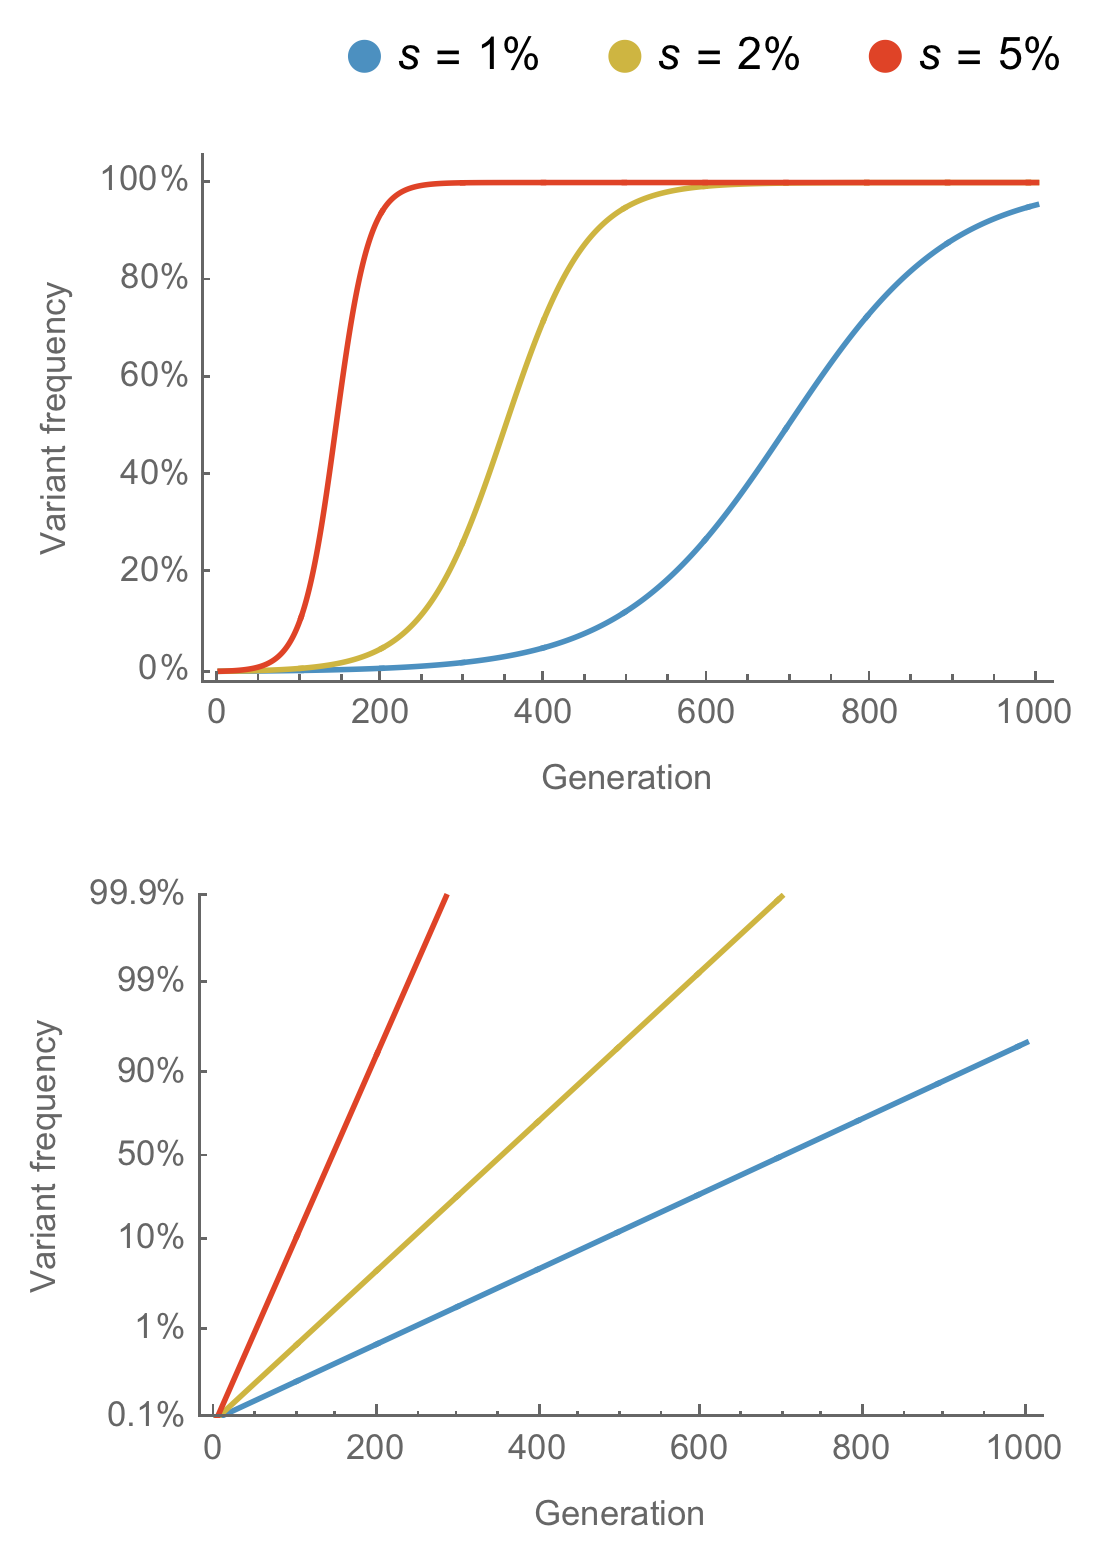 s = 1% s = 2% s = 5%
100%
80%
60%
40%
20%
0%
Variant frequency
0 200 400 600 800 1000
Generation
99.9%
99%
90%
50%
10%
1%
0.1%
Variant frequency
0 200 400 600 800 1000
Generation